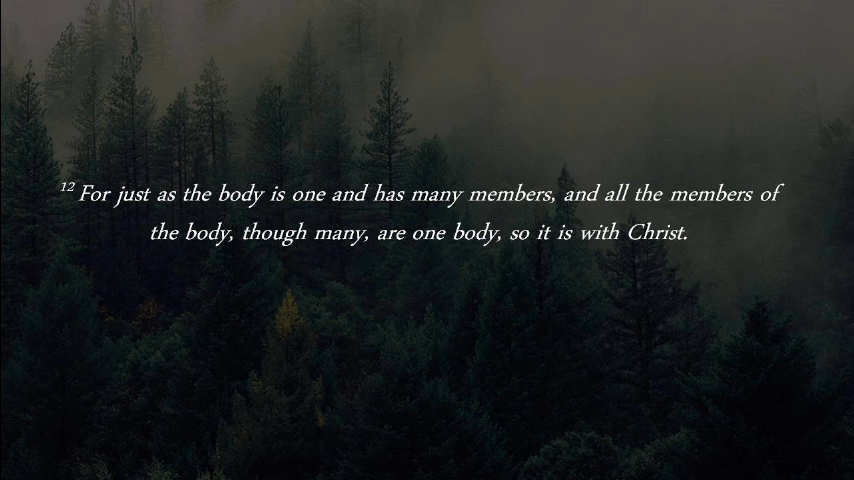 12 For just as the body is one and has many members, and all the members of
the body, though many, are one body, so it is with Christ.